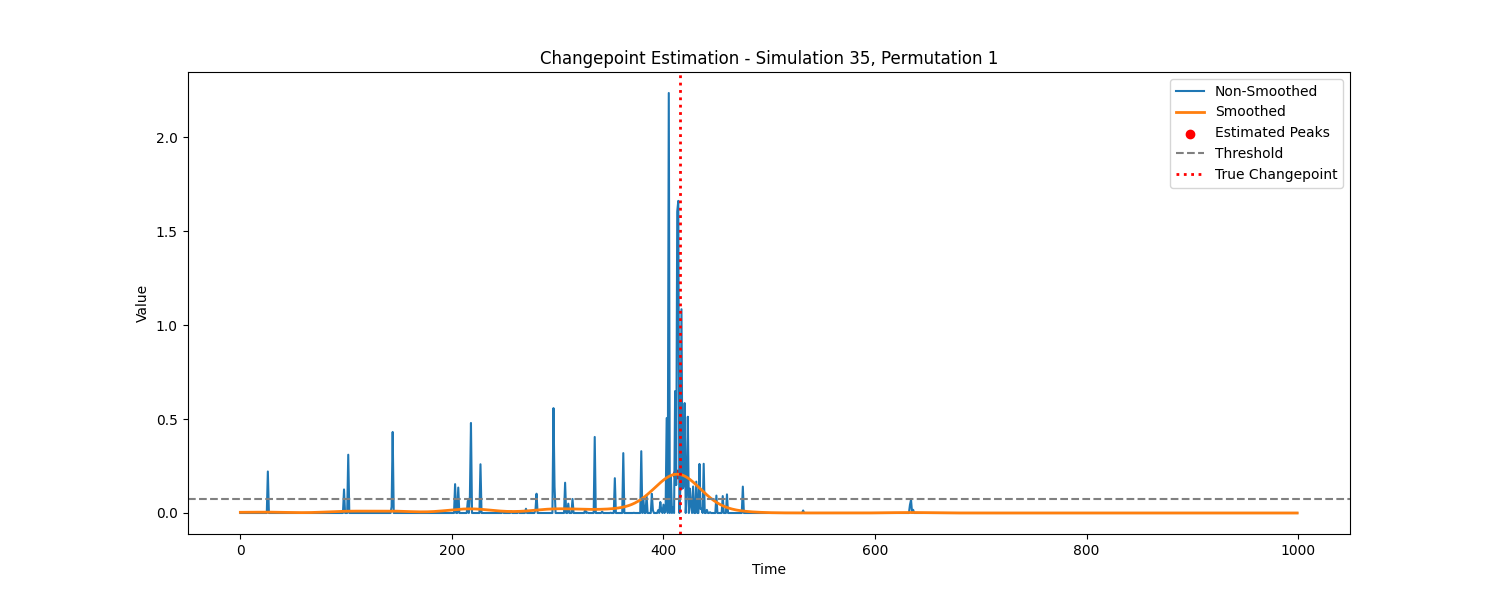 Changepoint Estimation - Simulation 35, Permutation 1
Non-Smoothed
Smoothed
Estimated Peaks
Threshold
True Changepoint
Value
2.0
1.5
1.0
0.5
0.0
0 200 400 600 800 1000
Time